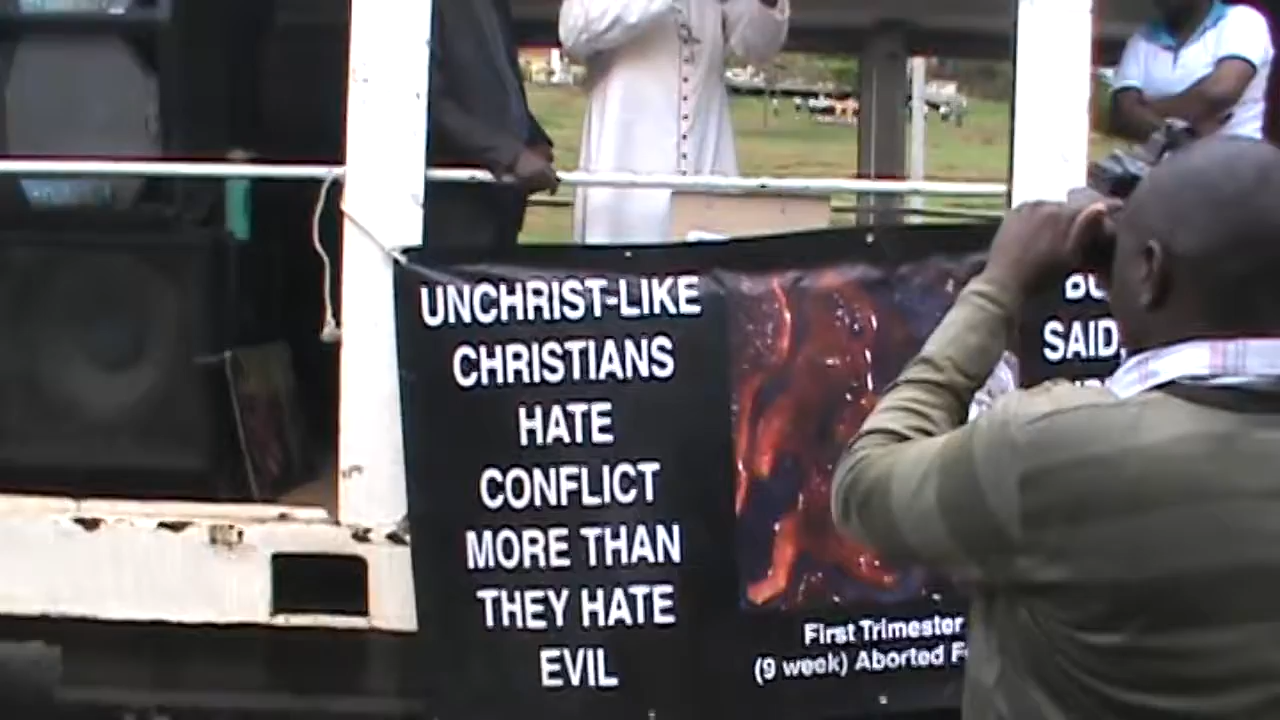 UNCHRIST-LIKE
CHRISTIANS
HATE
CONFLICT
MORE THAN
THEY HATE
EVIL
First Trimester
(9 week) Aborted
SAID,